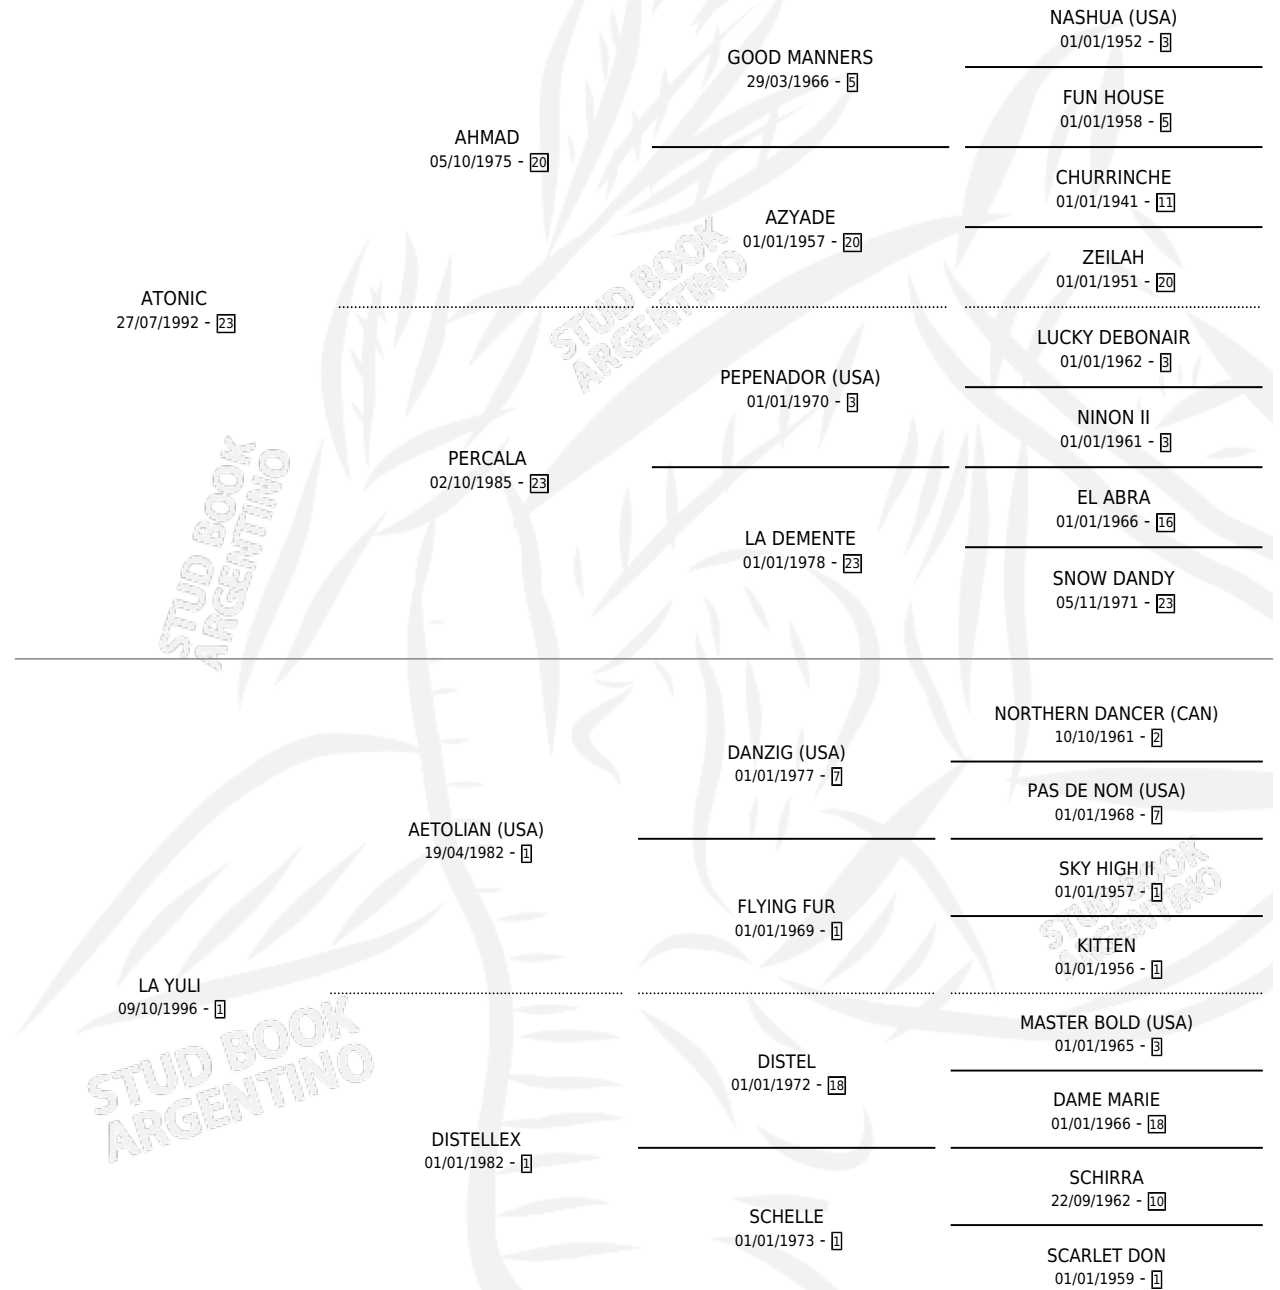 NASHUA (USA)
01/01/1952 - 3
GOOD MANNERS
29/03/1966 - 5
FUN HOUSE
01/01/1958 - 5
AHMAD
05/10/1975 - 20
CHURRINCHE
01/01/1941 - 11
AZYADE
01/01/1957 - 20
ZEILAH
01/01/1951 - 20
ATONIC
27/07/1992 - 23
LUCKY DEBONAIR
01/01/1962 - 3
PEPENADOR (USA)
01/01/1970 - 3
NINON II
01/01/1961 - 3
PERCALA
02/10/1985 - 23
EL ABRA
01/01/1966 - 16
LA DEMENTE
01/01/1978 - 23
SNOW DANDY
05/11/1971 - 23
STUD BOOK
ARGENTINO
STUD BOOK
ARGENTINO
NORTHERN DANCER (CAN)
10/10/1961 - 2
DANZIG (USA)
01/01/1977 - 7
PAS DE NOM (USA)
01/01/1968 - 7
AETOLIAN (USA)
19/04/1982 - 1
SKY HIGH II
01/01/1957 - 1
FLYING FUR
01/01/1969 - 1
KITTEN
01/01/1956 - 1
STUD BOOK
ARGENTINO
LA YULI
09/10/1996 - 1
MASTER BOLD (USA)
01/01/1965 - 3
DISTEL
01/01/1972 - 18
DAME MARIE
01/01/1966 - 18
DISTELLEX
01/01/1982 - 1
SCHIRRA
22/09/1962 - 10
SCHELLE
01/01/1973 - 1
SCARLET DON
01/01/1959 - 1
STUD BOOK
ARGENTINO